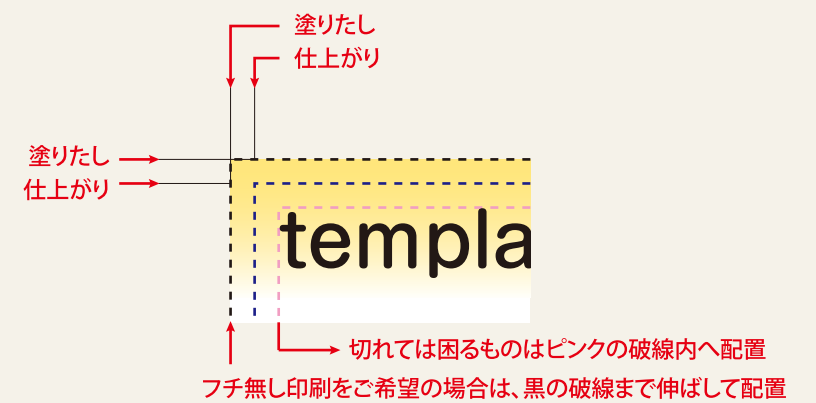 塗りたし
仕上がり
塗りたし
仕上がり
templa
切れては困るものはピンクの破線内へ配置
フチ無し印刷をご希望の場合は、黒の破線まで伸ばして配置